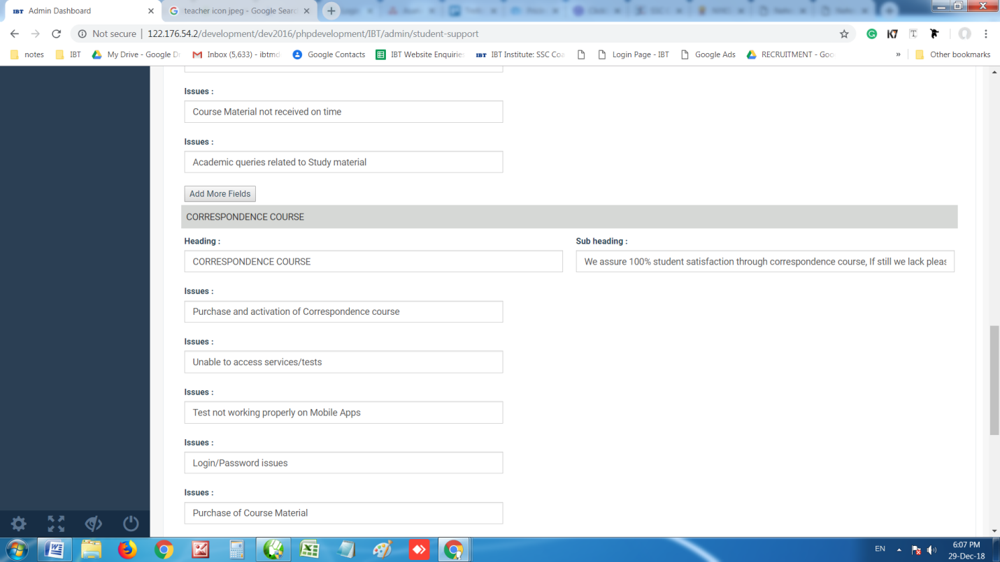 IBT Admin Dashboard
teacher icon jpeg - Google Searc
Not secure | 122.176.54.2/development/dev2016/phpdevelopment/IBT/admin/student-support
K7
notes IBT My Drive - Google Dr Inbox (5,633) - ibtmd Google Contacts IBT Website Enquiries IBT IBT Institute: SSC Coa Login Page - IBT Google Ads RECRUITMENT - Goo » Other bookmarks
Issues :
Course Material not received on time
Issues :
Academic queries related to Study material
Add More Fields
CORRESPONDENCE COURSE
Heading :
CORRESPONDENCE COURSE
Sub heading :
We assure 100% student satisfaction through correspondence course, If still we lack pleas
Issues :
Purchase and activation of Correspondence course
Issues :
Unable to access services/tests
Issues :
Test not working properly on Mobile Apps
Issues :
Login/Password issues
Issues :
Purchase of Course Material
EN
6:07 PM
29-Dec-18